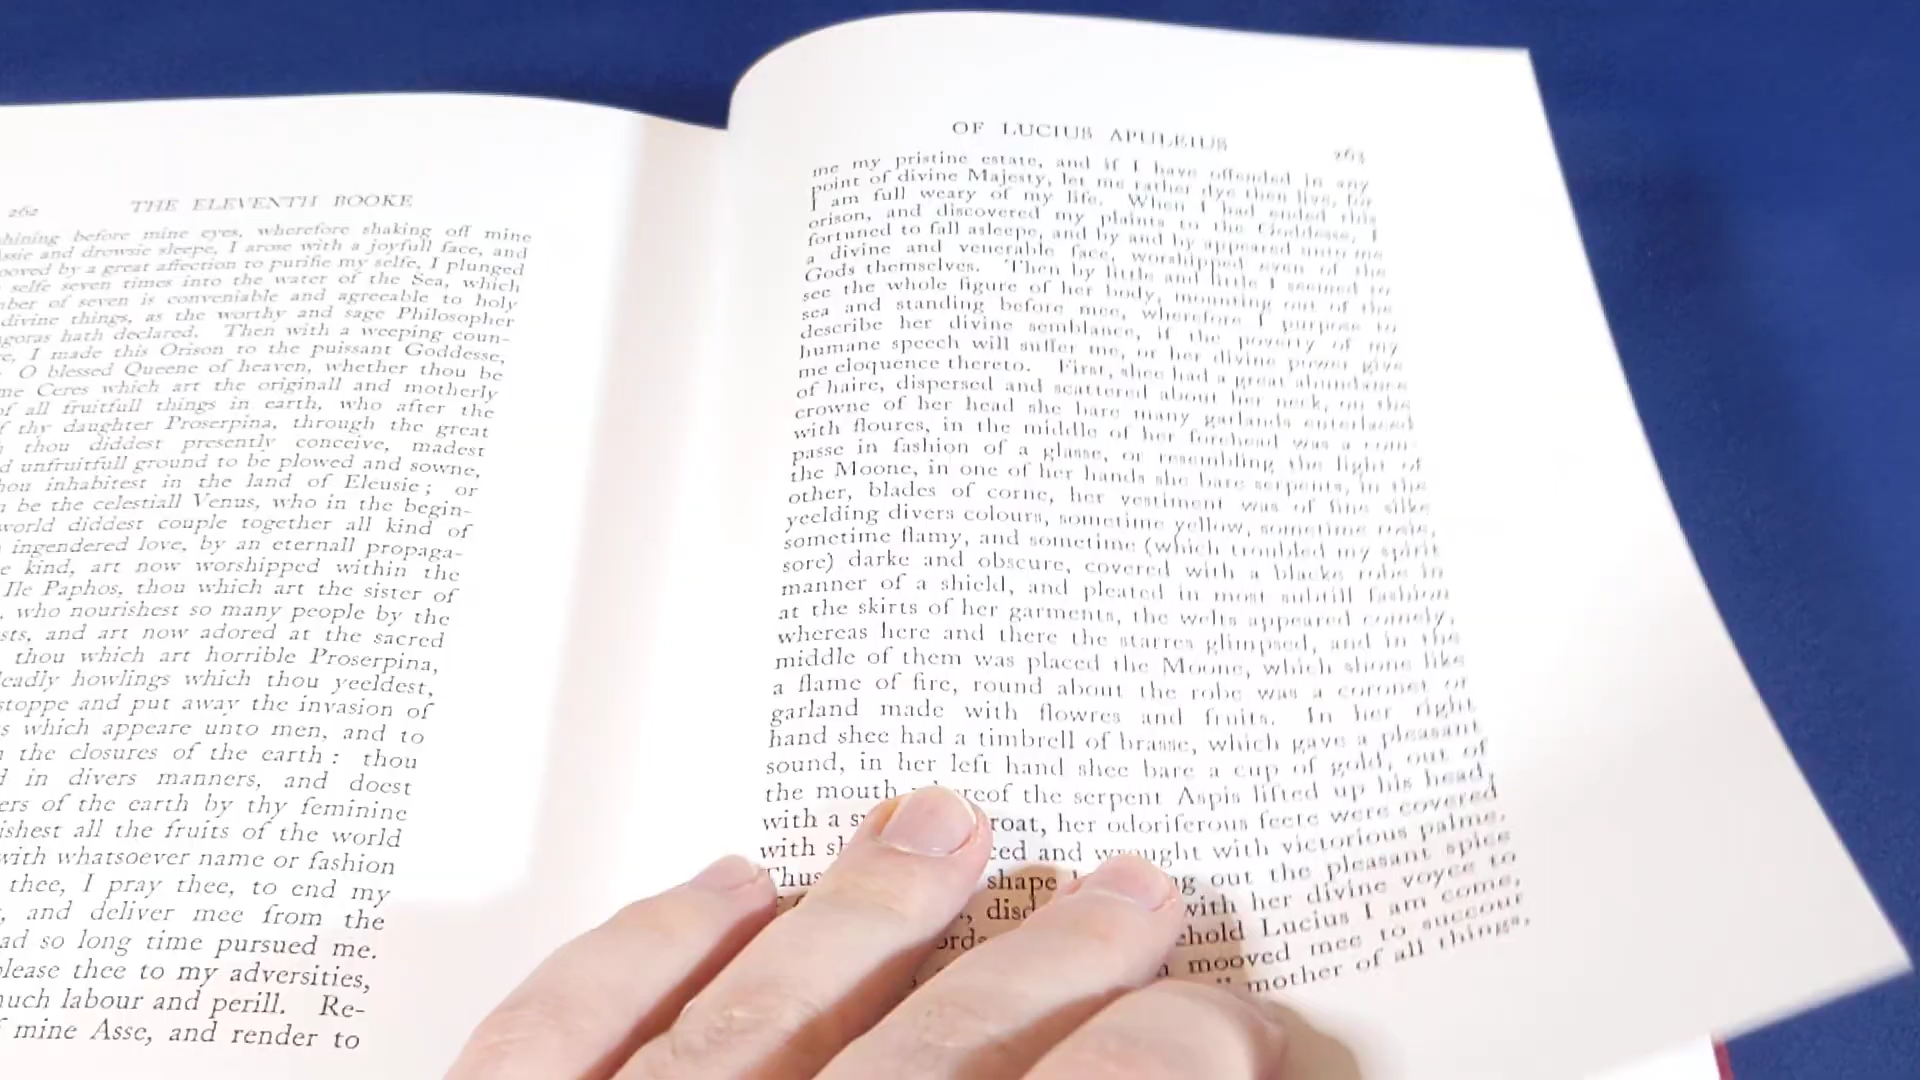 262 THE ELEVENTH BOOKE
shining before mine eyes, wherefore shaking off mine
assie and drowsie sleepe, I arose with a joyfull face, and
mooved by a great affection to purifie my selfe, I plunged
selfe seven times into the water of the Sea, which
number of seven is conveniable and agreeable to holy
divine things, as the worthy and sage Philosopher
goras hath declared. Then with a weeping coun-
I made this Orison to the puissant Goddesse,
O blessed Queene of heaven, whether thou be
me Ceres which art the originall and motherly
of all fruitfull things in earth, who after the
f thy daughter Proserpina, through the great
thou diddest presently conceive, madest
d unfruitfull ground to be plowed and sowne,
hou inhabitest in the land of Eleusie; or
be the celestiall Venus, who in the begin-
world diddest couple together all kind of
ingendered love, by an eternall propaga-
e kind, art now worshipped within the
Ile Paphos, thou which art the sister of
, who nourishest so many people by the
sts, and art now adored at the sacred
thou which art horrible Proserpina,
eadly howlings which thou yeeldest,
stoppe and put away the invasion of
s which appeare unto men, and to
the closures of the earth: thou
d in divers manners, and doest
ers of the earth by thy feminine
ishest all the fruits of the world
with whatsoever name or fashion
thee, I pray thee, to end my
, and deliver mee from the
ad so long time pursued me.
please thee to my adversities,
much labour and perill. Re-
f mine Asse, and render to
OF LUCIUS APULEIUS 263
me my pristine estate, and if I have offended in any
point of divine Majesty, let me rather dye then live, for
I am full weary of my life. When I had ended this
orison, and discovered my plaints to the Goddesse, I
fortuned to fall asleepe, and by and by appeared unto me
a divine and venerable face, worshipped even of the
Gods themselves. Then by little and little I seemed to
see the whole figure of her body, mounting out of the
sea and standing before mee, wherefore I purpose to
describe her divine semblance, if the poverty of my
humane speech will suffer me, or her divine power give
me eloquence thereto. First, shee had a great abundance
of haire, dispersed and scattered about her neck, on the
crowne of her head she bare many garlands enterlaced
with floures, in the middle of her forehead was a com-
passe in fashion of a glasse, or resembling the light of
the Moone, in one of her hands she bare serpents, in the
other, blades of corne, her vestiment was of fine silke
yeelding divers colours, sometime yellow, sometime rosie,
sometime flamy, and sometime (which troubled my spirit
sore) darke and obscure, covered with a blacke robe in
manner of a shield, and pleated in most subtill fashion
at the skirts of her garments, the welts appeared comely,
whereas here and there the starres glimpsed, and in the
middle of them was placed the Moone, which shone like
a flame of fire, round about the robe was a coronet or
garland made with flowres and fruits. In her right
hand shee had a timbrell of brasse, which gave a pleasant
sound, in her left hand shee bare a cup of gold, out of
the mouth whereof the serpent Aspis lifted up his head,
with a roat, her odoriferous feete were covered
with ced and wrought with victorious palme.
Thus shape out the pleasant spice
with her divine voyce to
Lucius I am come,
mooved mee to succour
mother of all things,